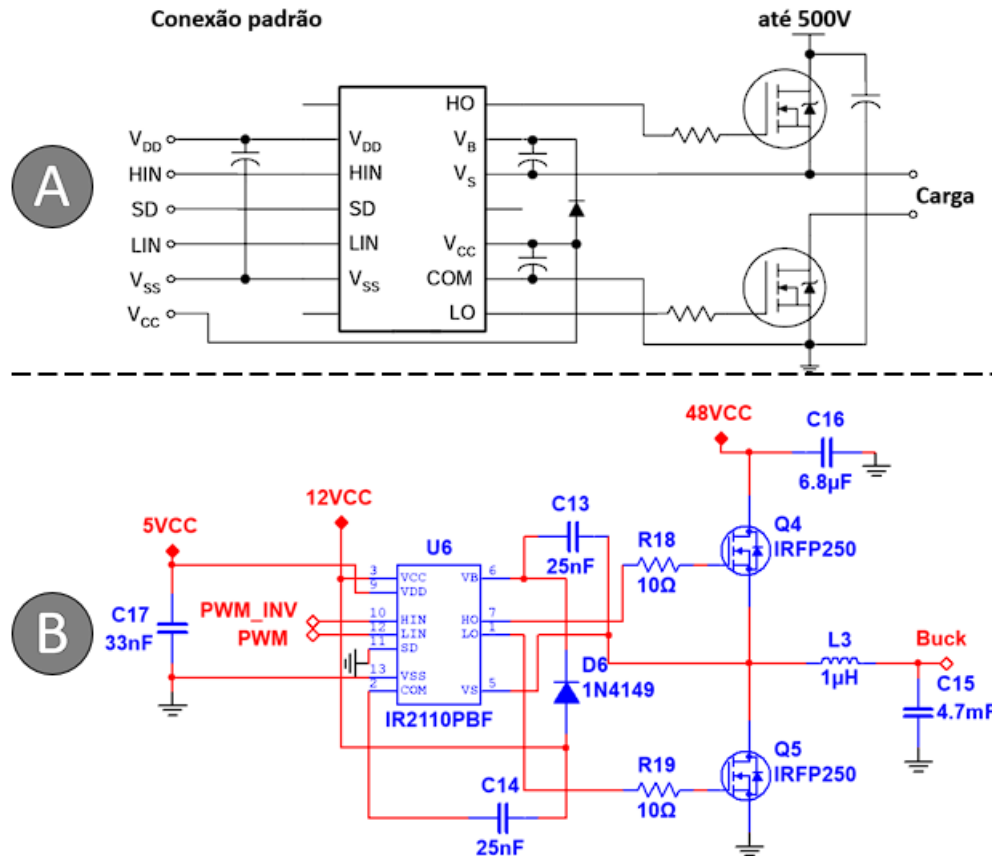 Conexão padrão
até 500V
A
HO
VDD
VDD
VB
HIN
HIN
VS
SD
SD
Carga
LIN
LIN
VCC
VSS
VSS
COM
VCC
LO
48VCC
C16
6.8µF
12VCC
C13
25nF
5VCC
U6
R18
10Ω
Q4
IRFP250
B
C17
33nF
PWM_INV
PWM
3 VCC
9 VDD
10 HIN
12 LIN
11 SD
13 VSS
2 COM
VB 6
HO 7
LO 1
VS 5
IR2110PBF
D6
1N4149
L3
1µH
Buck
C15
4.7mF
C14
25nF
R19
10Ω
Q5
IRFP250